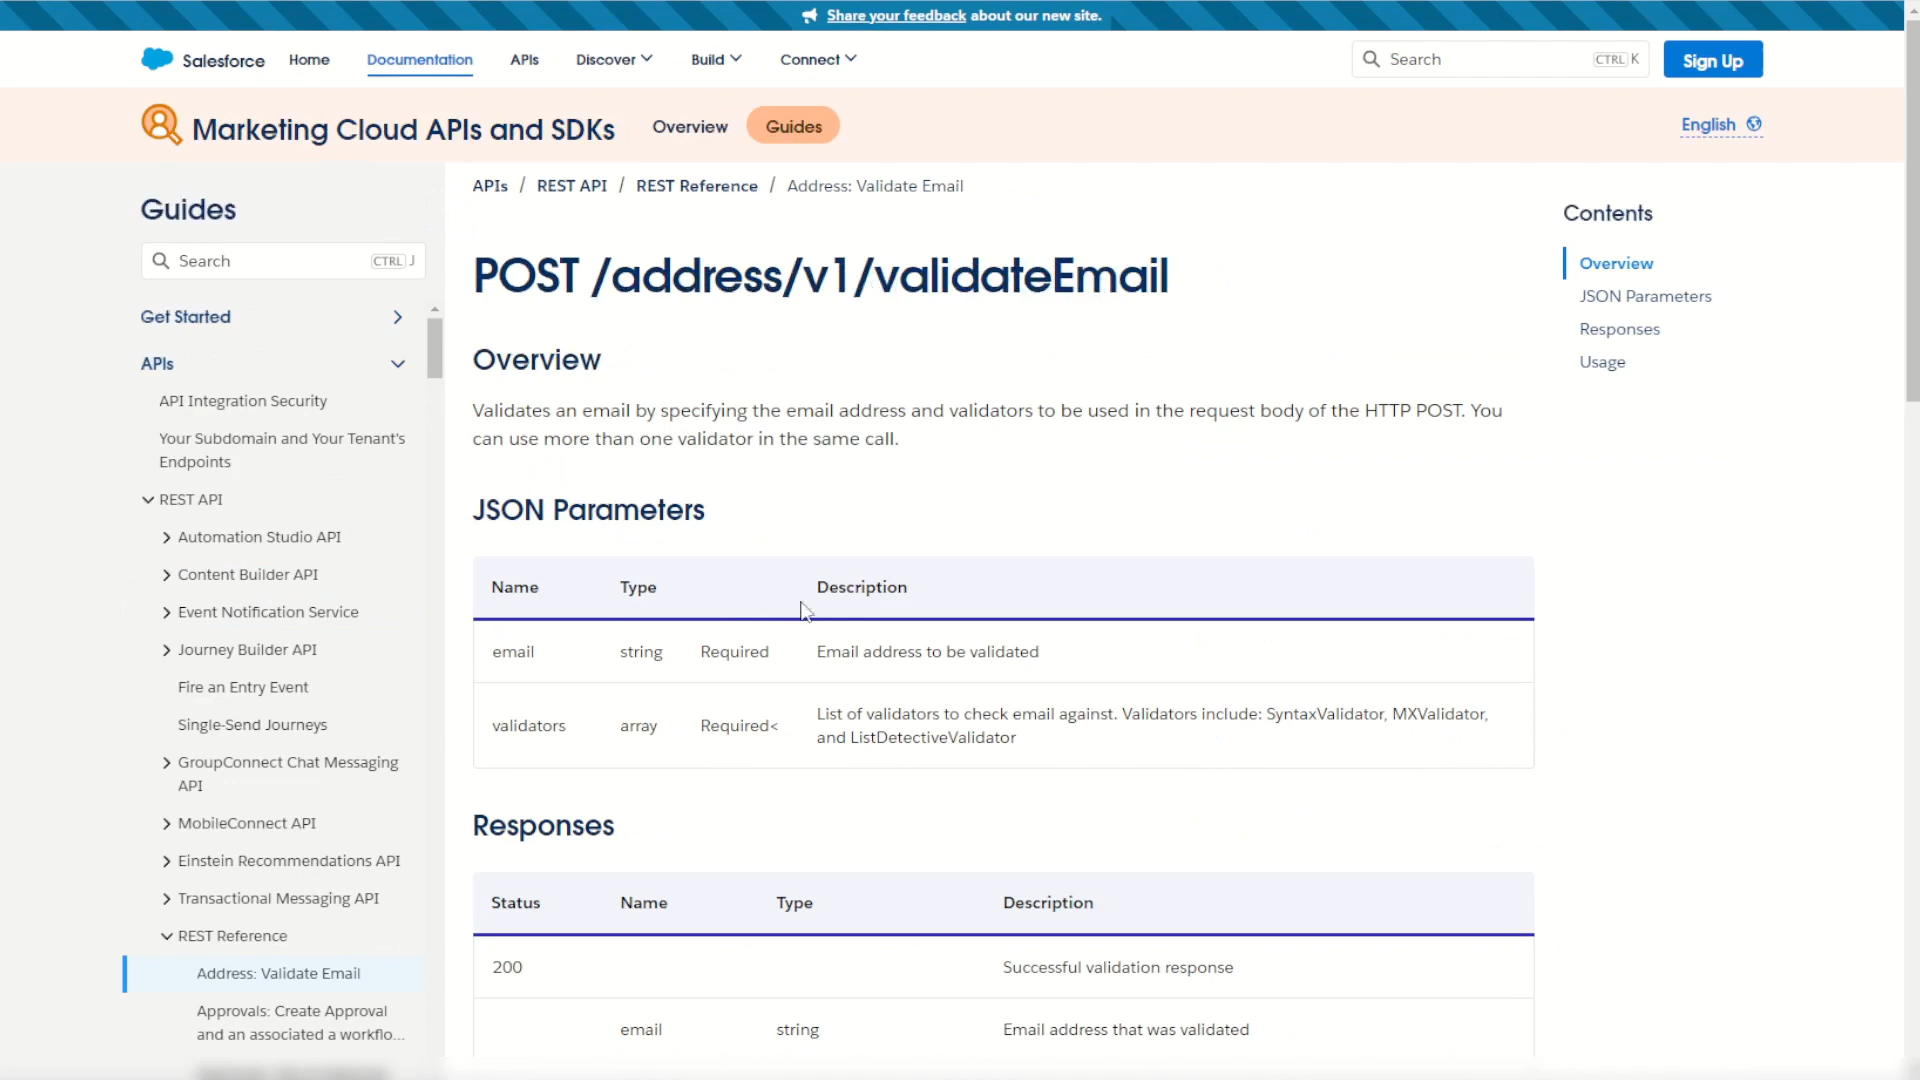 Share your feedback about our new site.
Salesforce Home Documentation APIs Discover Build Connect Search CTRL K Sign Up
Marketing Cloud APIs and SDKs Overview Guides English
Guides
Search CTRL J
Get Started
APIs
API Integration Security
Your Subdomain and Your Tenant's
Endpoints
REST API
Automation Studio API
Content Builder API
Event Notification Service
Journey Builder API
Fire an Entry Event
Single-Send Journeys
GroupConnect Chat Messaging
API
MobileConnect API
Einstein Recommendations API
Transactional Messaging API
REST Reference
Address: Validate Email
Approvals: Create Approval
and an associated a workflo...
APIs / REST API / REST Reference / Address: Validate Email
POST /address/v1/validateEmail
Overview
Validates an email by specifying the email address and validators to be used in the request body of the HTTP POST. You
can use more than one validator in the same call.
JSON Parameters
Name Type Description
email string Required Email address to be validated
validators array Required< List of validators to check email against. Validators include: SyntaxValidator, MXValidator,
and ListDetectiveValidator
Responses
Status Name Type Description
200 Successful validation response
email string Email address that was validated
Contents
Overview
JSON Parameters
Responses
Usage